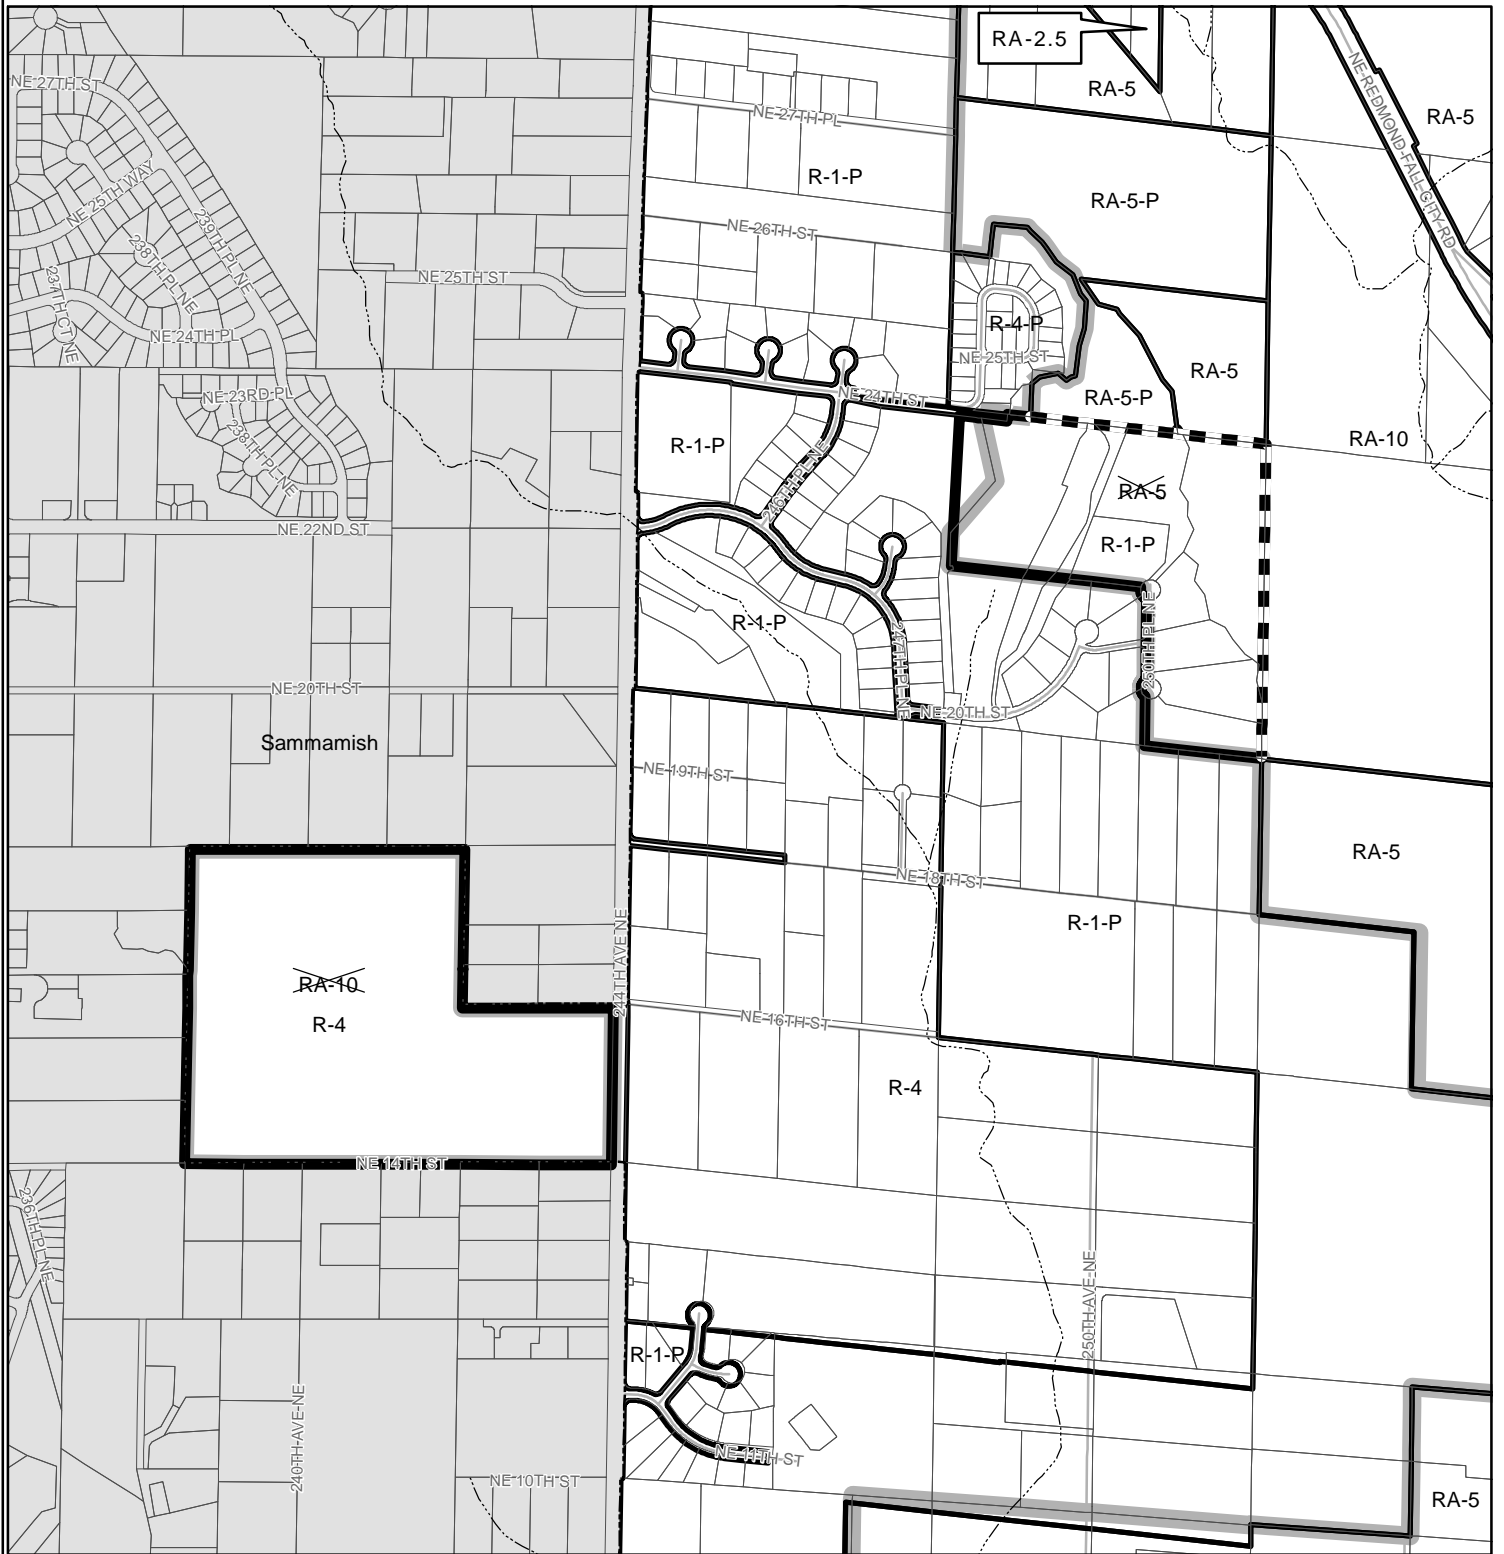 RA-2.5
RA-5
NE 27TH ST
NE REDMOND-FALL CITY RD
RA-5
NE 27TH PL
R-1-P
RA-5-P
NE 25TH WAY
239TH PL NE
238TH PL NE
237TH CT NE
NE 26TH ST
NE 25TH ST
NE 24TH PL
R-4-P
NE 25TH ST
RA-5
RA-5-P
NE 23RD PL
238TH PL NE
NE 24TH ST
RA-10
R-1-P
246TH PL NE
RA-5
R-1-P
NE 22ND ST
R-1-P
247TH PL NE
250TH PL NE
NE 20TH ST
NE 20TH ST
Sammamish
NE 19TH ST
RA-5
NE 18TH ST
R-1-P
244TH AVE NE
RA-10
R-4
NE 16TH ST
R-4
NE 14TH ST
236TH PL NE
250TH AVE NE
R-1-P
240TH AVE NE
NE 11TH ST
NE 10TH ST
RA-5